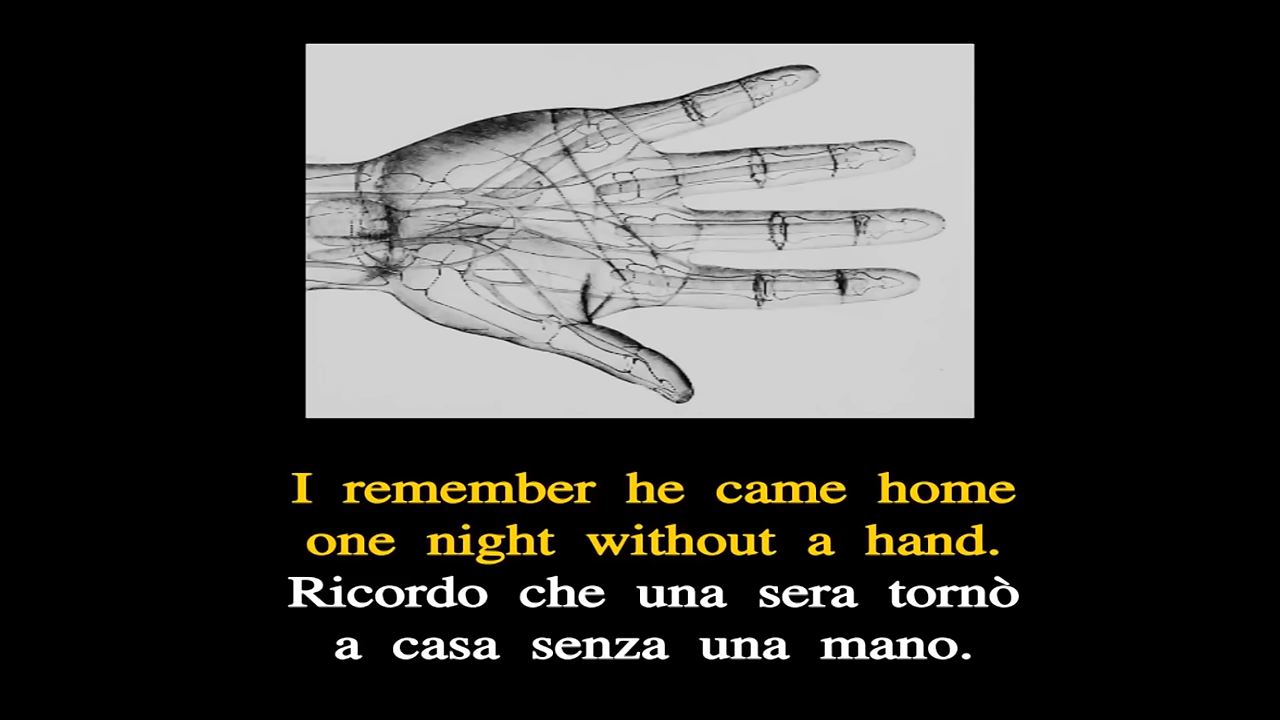 I remember he came home
one night without a hand.
Ricordo che una sera tornò
a casa senza una mano.